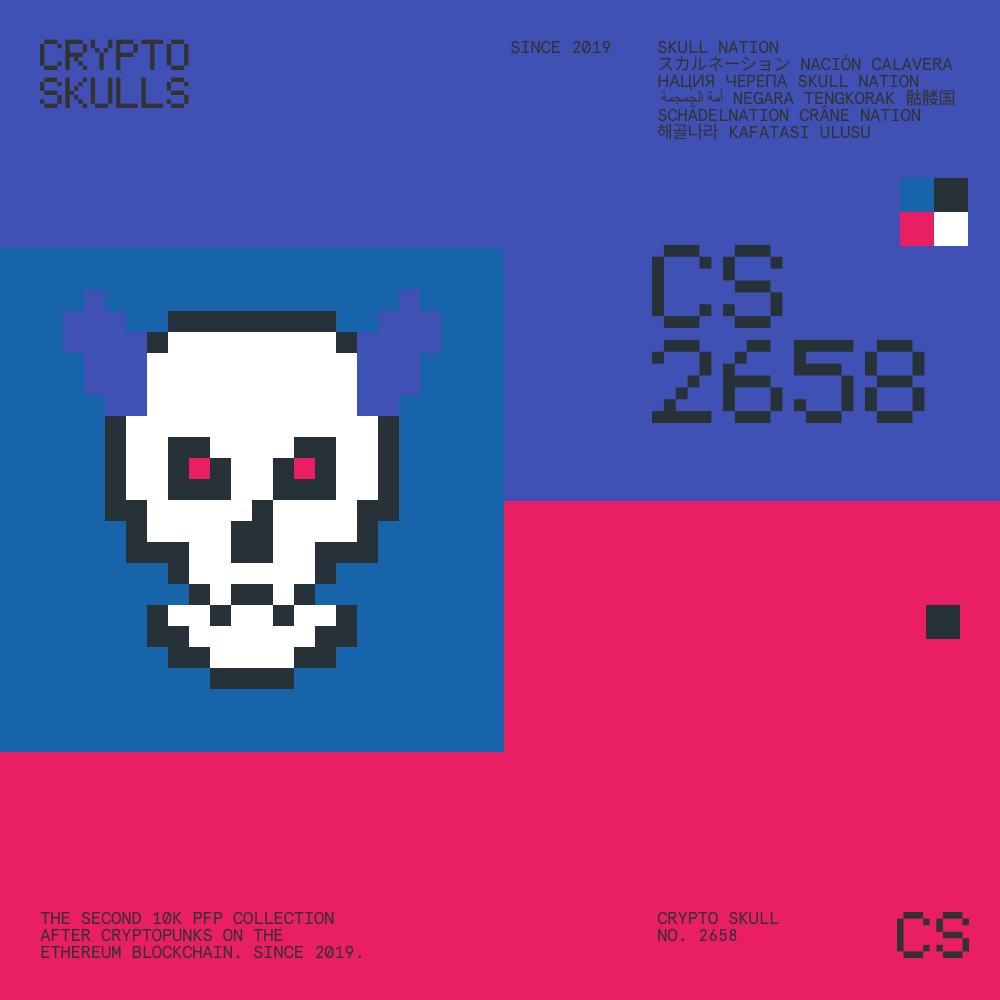 CRYPTO
SKULLS
SINCE 2019
SKULL NATION
スカルネーション NACIÓN CALAVERA
НАЦИЯ ЧЕРЕПА SKULL NATION
أمة الجمجمة NEGARA TENGKORAK 骷髅国
SCHÄDELNATION CRÂNE NATION
해골나라 KAFATASI ULUSU
CS
2658
THE SECOND 10K PFP COLLECTION
AFTER CRYPTOPUNKS ON THE
ETHEREUM BLOCKCHAIN. SINCE 2019.
CRYPTO SKULL
NO. 2658
CS